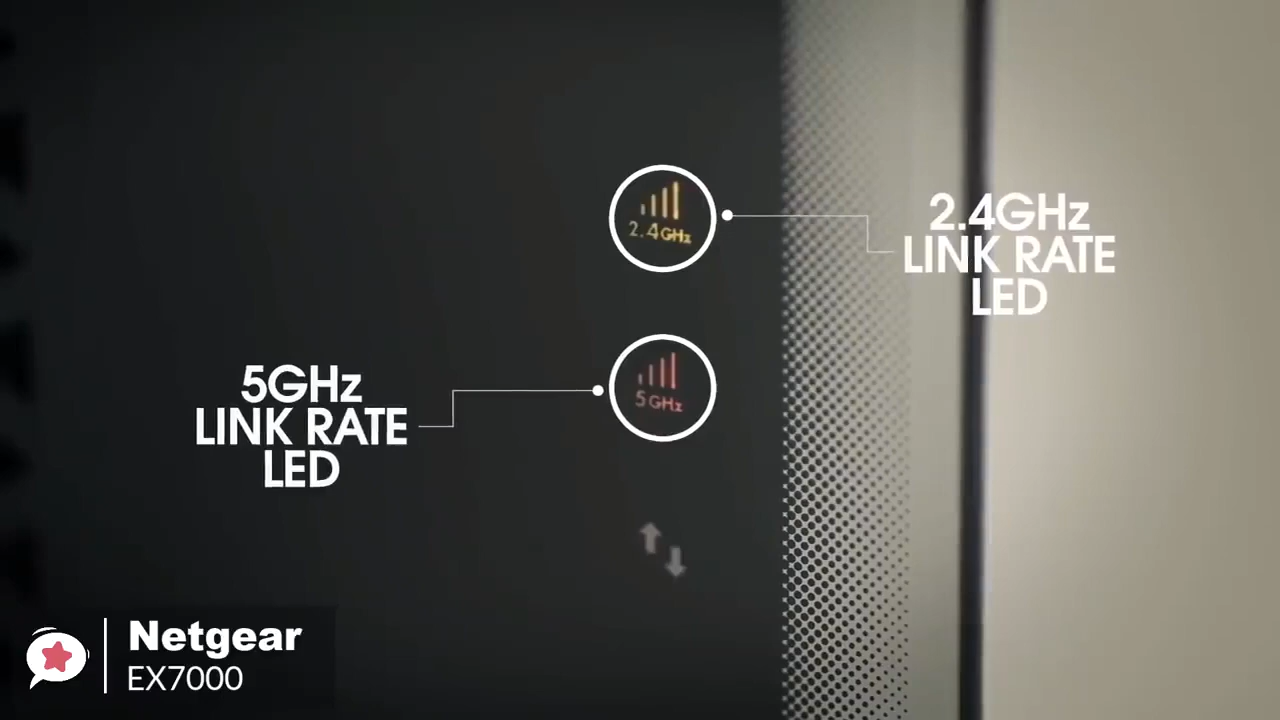 2.4GHz
2.4GHz
LINK RATE
LED
5GHz
5GHz
LINK RATE
LED
Netgear
EX7000